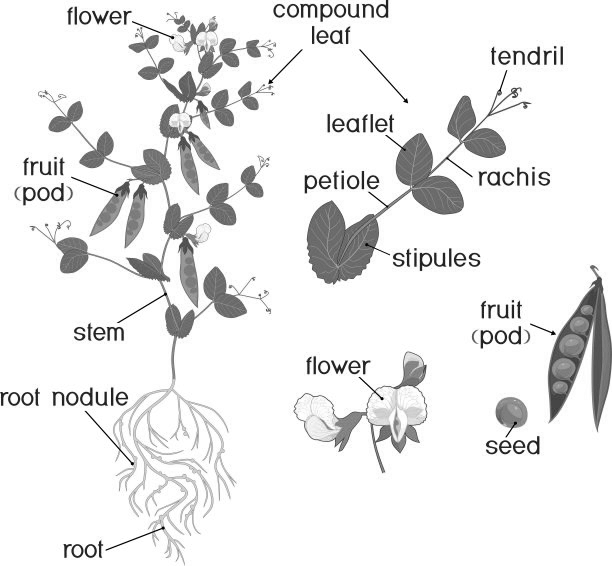 flower
compound
leaf
tendril
leaflet
fruit
(pod)
petiole
rachis
stipules
stem
fruit
(pod)
flower
root nodule
seed
root